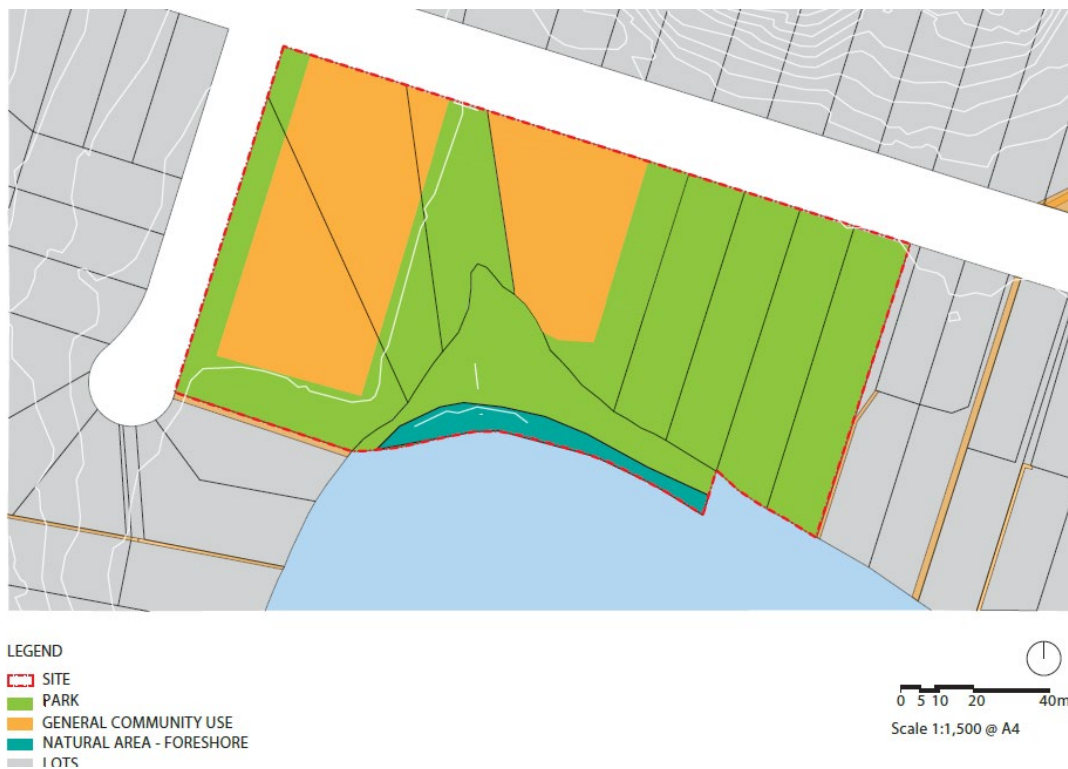 LEGEND
SITE
PARK
GENERAL COMMUNITY USE
NATURAL AREA - FORESHORE
LOTS
0 5 10 20 40m
Scale 1:1,500 @ A4